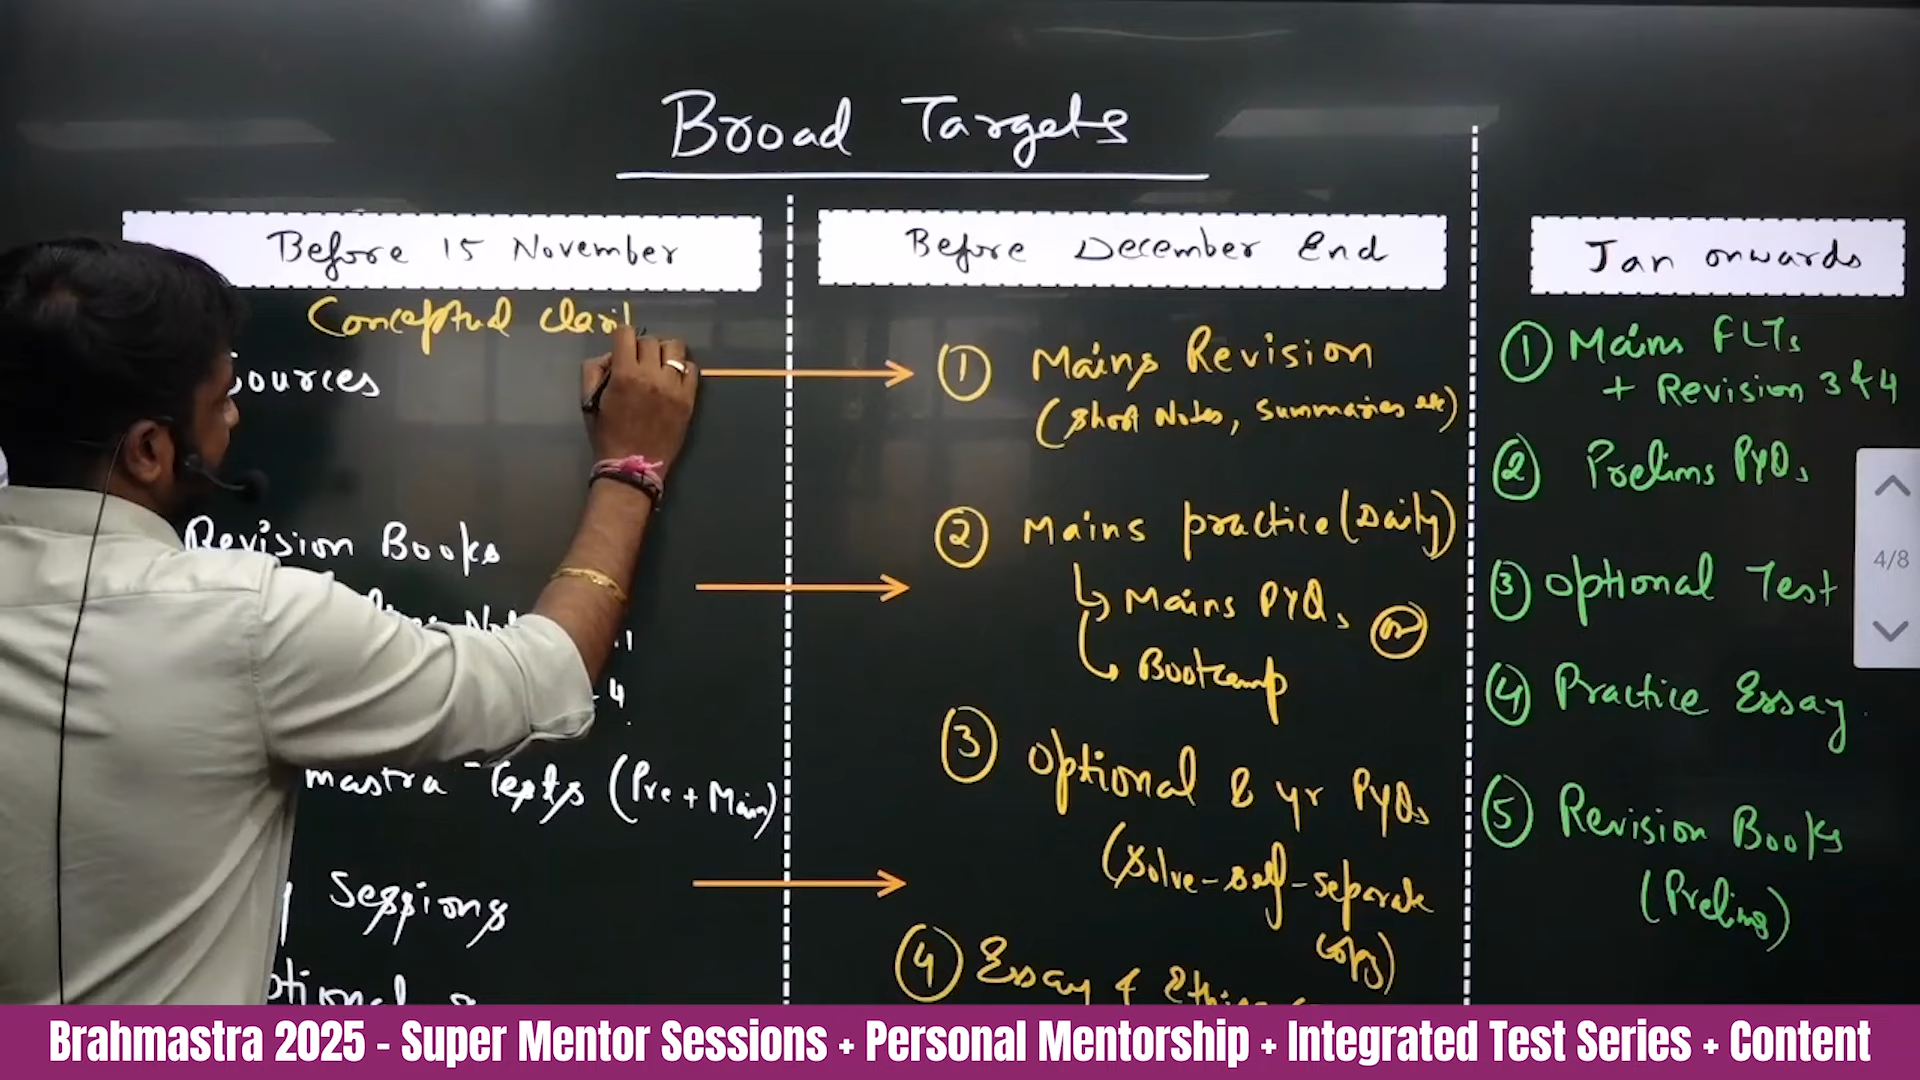 Broad Targets
Before 15 November
Conceptual clari
sources
Revision Books
mastra Tests (Pre + Main)
Sessions
Before December End
① Mains Revision
(Short Notes, Summaries etc)
② Mains practice (Daily)
Mains PYQs
or
Bootcamp
③ Optional 8 yr PYQs
(Solve-self-separate
copy)
④ Essay & Ethics
Jan onwards
① Mains FLTs
+ Revision 3 & 4
② Prelims PYQs
③ Optional Test
④ Practice Essay
⑤ Revision Books
(Prelims)
4/8
Brahmastra 2025 - Super Mentor Sessions + Personal Mentorship + Integrated Test Series + Content